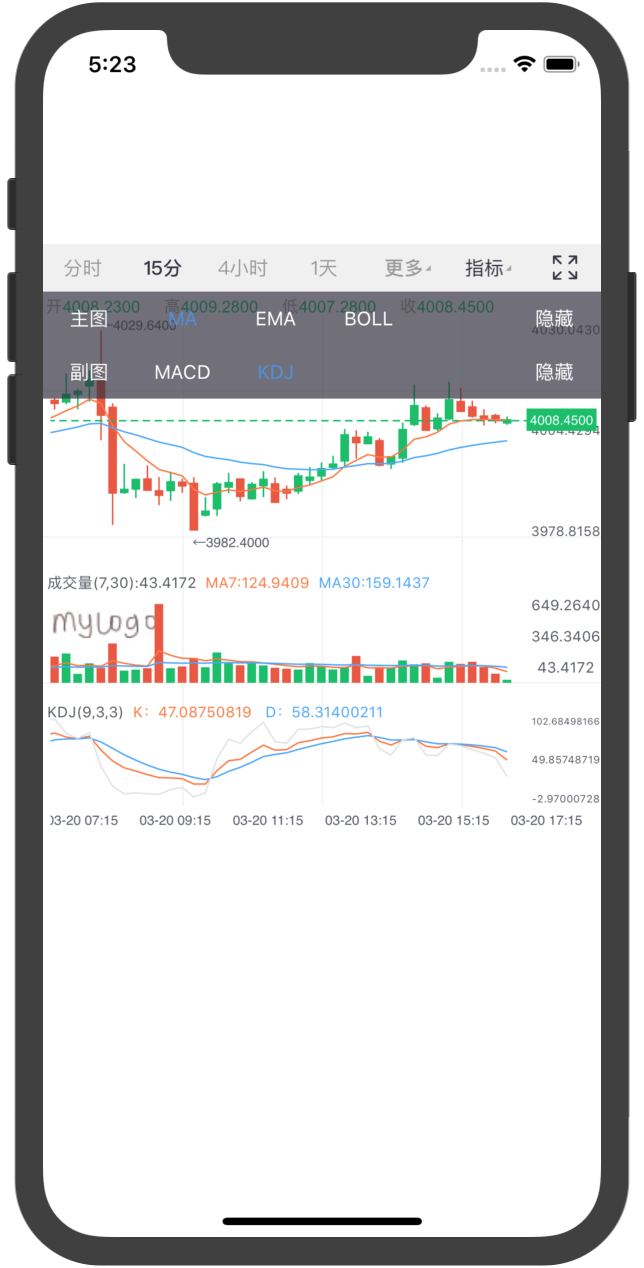 5:23
分时 15分 4小时 1天 更多 指标
开4008.2300 高4009.2800 低4007.2800 收4008.4500
主图 MA EMA BOLL 隐藏
←4029.6400
4030.0430
副图 MACD KDJ 隐藏
4008.4500
4004.4294
3978.8158
←3982.4000
成交量(7,30):43.4172 MA7:124.9409 MA30:159.1437
649.2640
myLogo
346.3406
43.4172
KDJ(9,3,3) K: 47.08750819 D: 58.31400211
102.68498166
49.85748719
-2.97000728
03-20 07:15 03-20 09:15 03-20 11:15 03-20 13:15 03-20 15:15 03-20 17:15